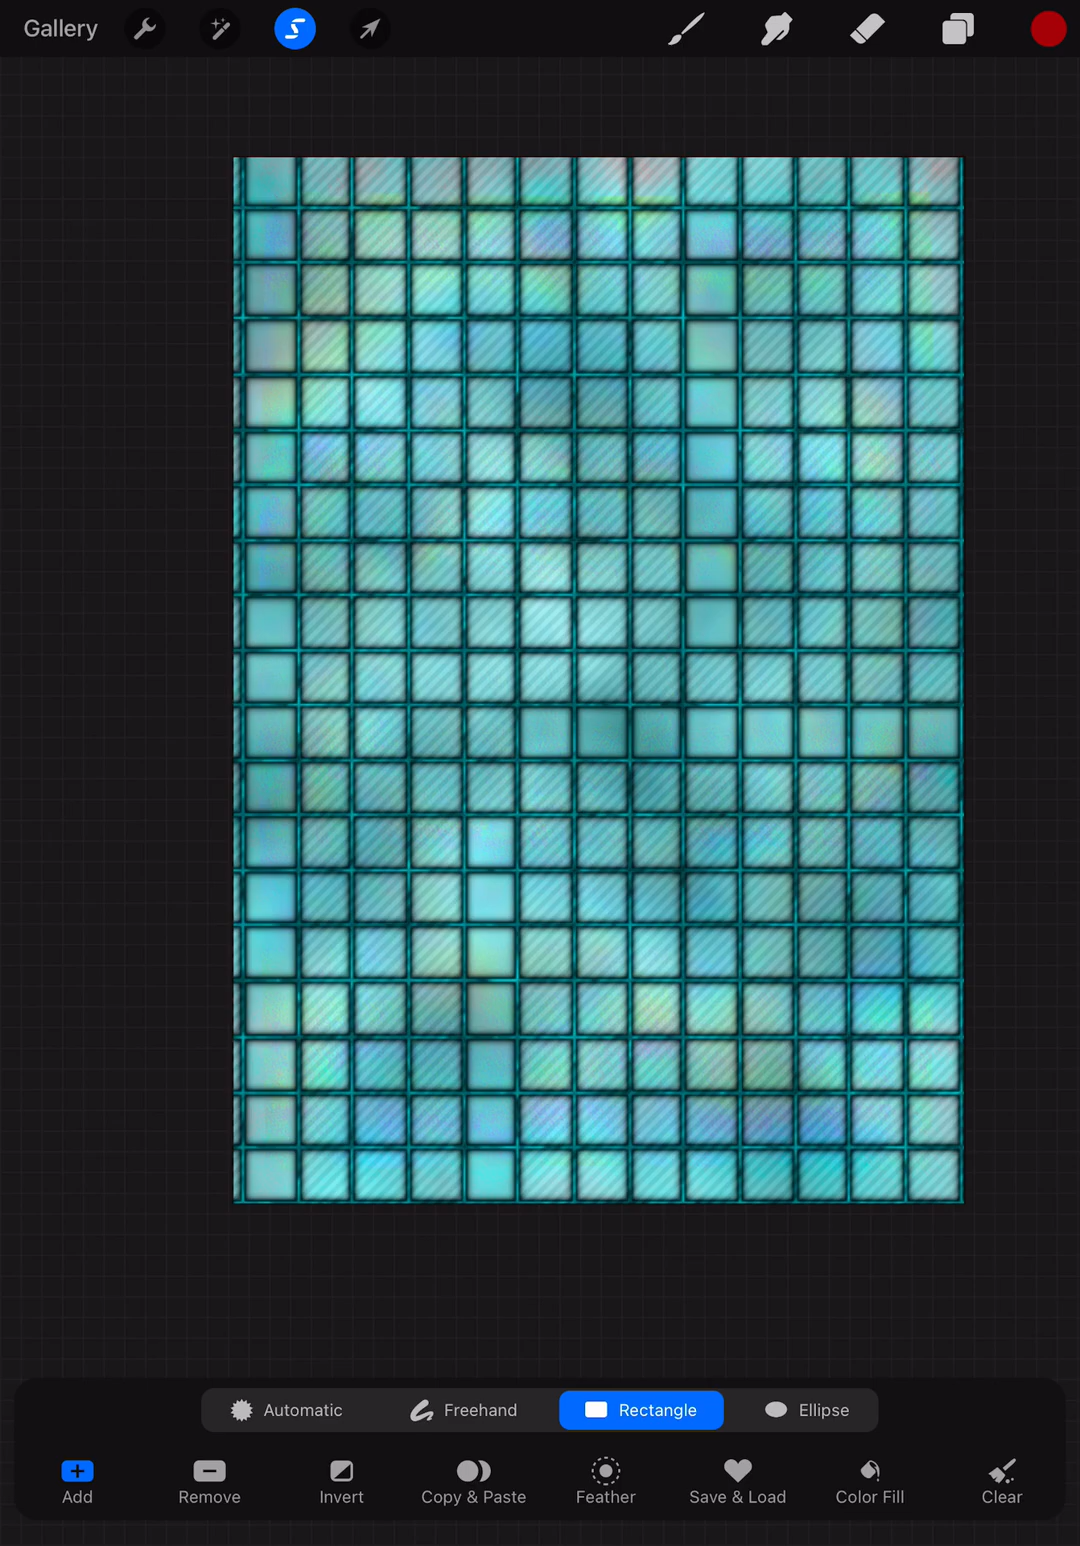 Gallery
Automatic Freehand Rectangle Ellipse
Add Remove Invert Copy & Paste Feather Save & Load Color Fill Clear